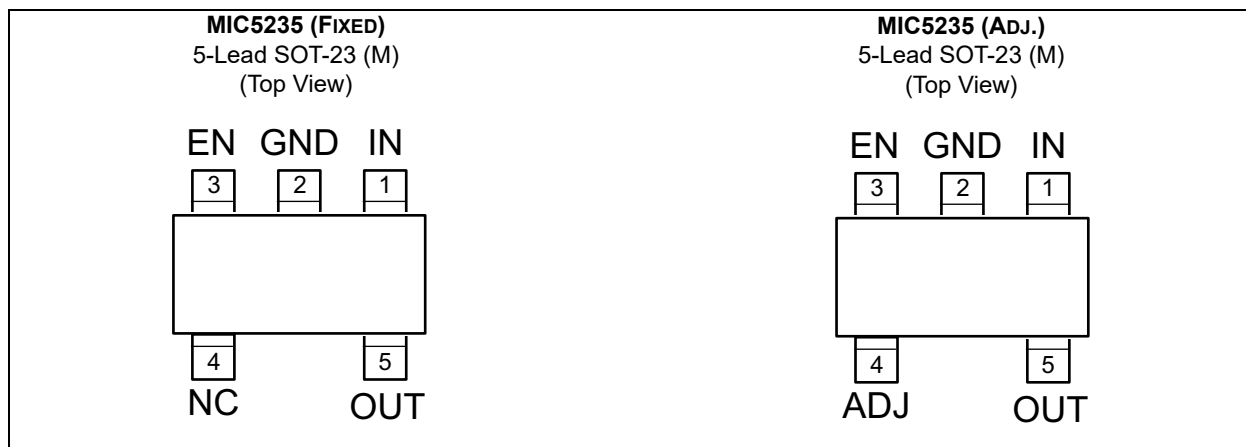 MIC5235 (FIXED)
5-Lead SOT-23 (M)
(Top View)
EN GND IN
3 2 1
4 5
NC OUT
MIC5235 (ADJ.)
5-Lead SOT-23 (M)
(Top View)
EN GND IN
3 2 1
4 5
ADJ OUT